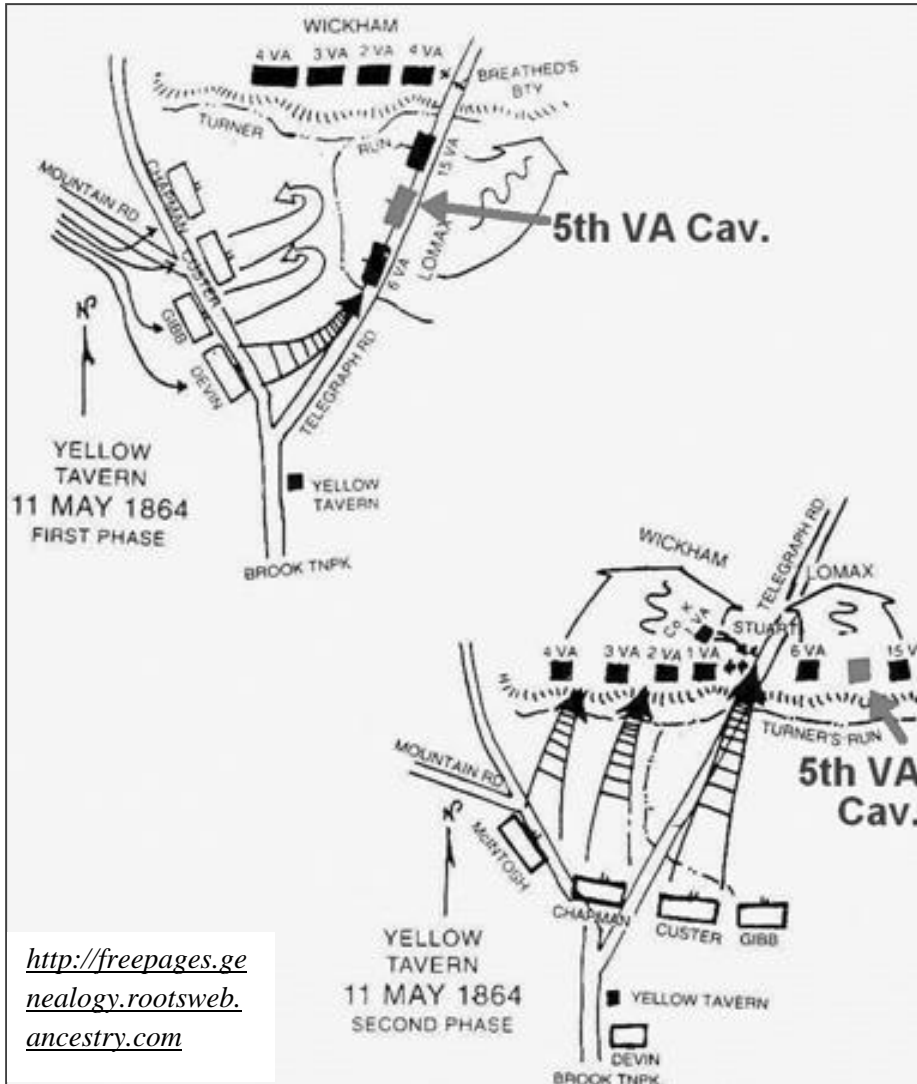 WICKHAM
4 VA 3 VA 2 VA 4 VA
BREATHED'S
BTY
TURNER
RUN
15 VA
MOUNTAIN RD
CHAPMAN
CUSTER
LOMAX
5th VA Cav.
6 VA
GIBB
DEVIN
TELEGRAPH RD
N
YELLOW
TAVERN
11 MAY 1864
FIRST PHASE
YELLOW
TAVERN
BROOK TNPK
WICKHAM
TELEGRAPH RD
LOMAX
Co K
1 VA
STUART
4 VA 3 VA 2 VA 1 VA 6 VA 15 V
TURNER'S RUN
5th VA
Cav.
MOUNTAIN RD
McINTOSH
CHAPMAN
CUSTER
GIBB
N
YELLOW
TAVERN
11 MAY 1864
SECOND PHASE
YELLOW TAVERN
DEVIN
BROOK TNPK
http://freepages.ge
nealogy.rootsweb.
ancestry.com